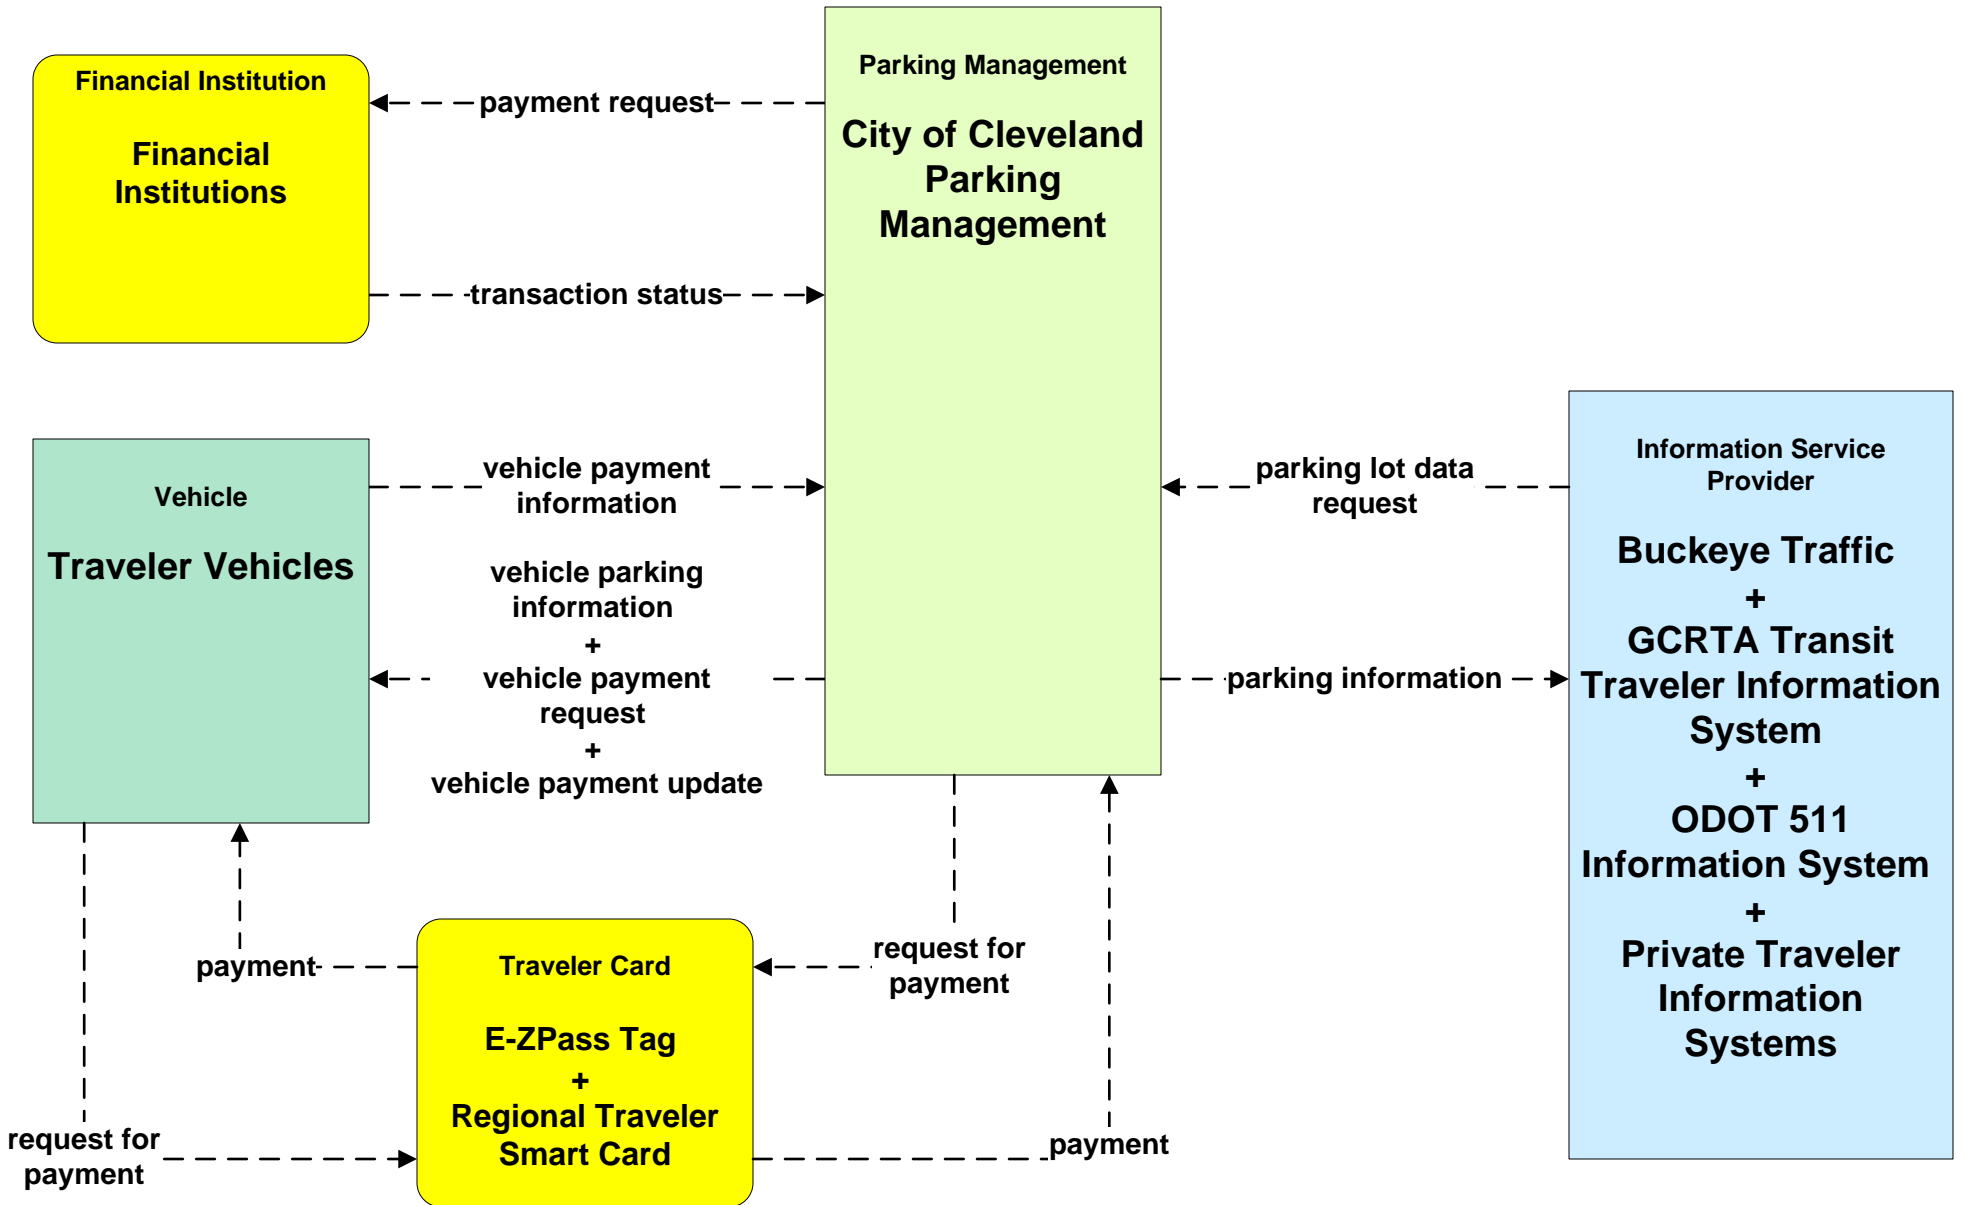 Financial Institution
Financial
Institutions
payment request
transaction status
Parking Management
City of Cleveland
Parking
Management
Vehicle
Traveler Vehicles
vehicle payment
information
vehicle parking
information
+
vehicle payment
request
+
vehicle payment update
parking lot data
request
parking information
Information Service
Provider
Buckeye Traffic
+
GCRTA Transit
Traveler Information
System
+
ODOT 511
Information System
+
Private Traveler
Information
Systems
payment
Traveler Card
E-ZPass Tag
+
Regional Traveler
Smart Card
request for
payment
request for
payment
payment